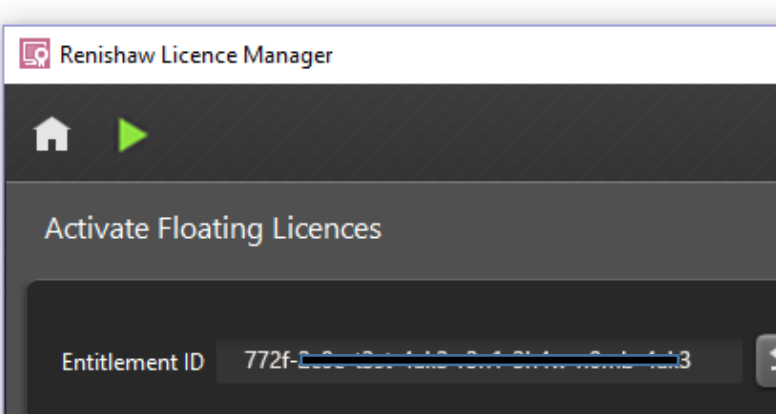 Renishaw Licence Manager
Activate Floating Licences
Entitlement ID 772f-